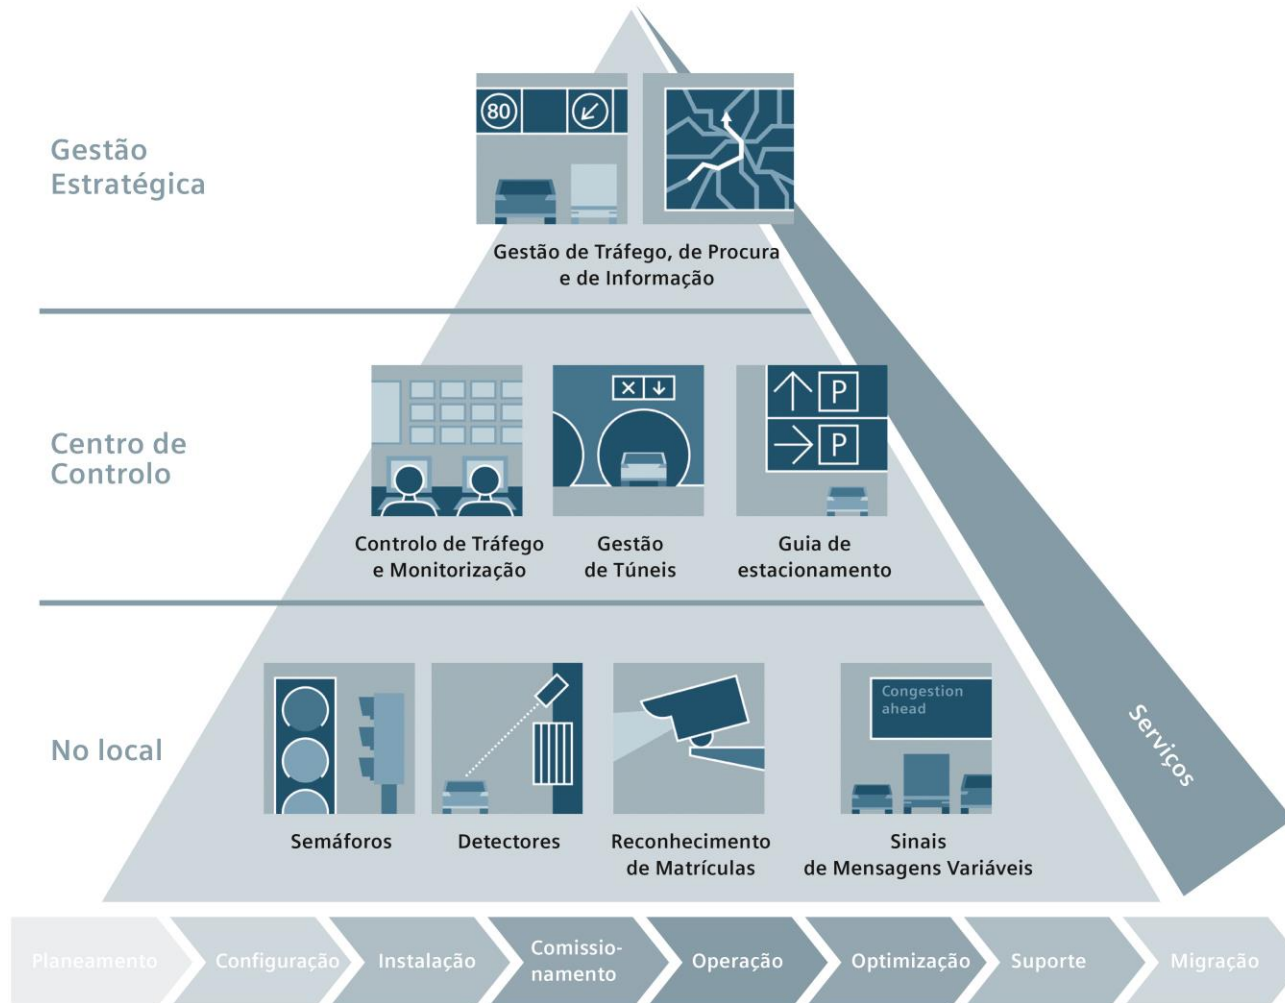 80
Gestão
Estratégica
Gestão de Tráfego, de Procura
e de Informação
P
P
Centro de
Controlo
Controlo de Tráfego
e Monitorização
Gestão
de Túneis
Guia de
estacionamento
Congestion
ahead
No local
Serviços
Semáforos
Detectores
Reconhecimento
de Matrículas
Sinais
de Mensagens Variáveis
Planeamento
Configuração
Instalação
Comissio-
namento
Operação
Optimização
Suporte
Migração